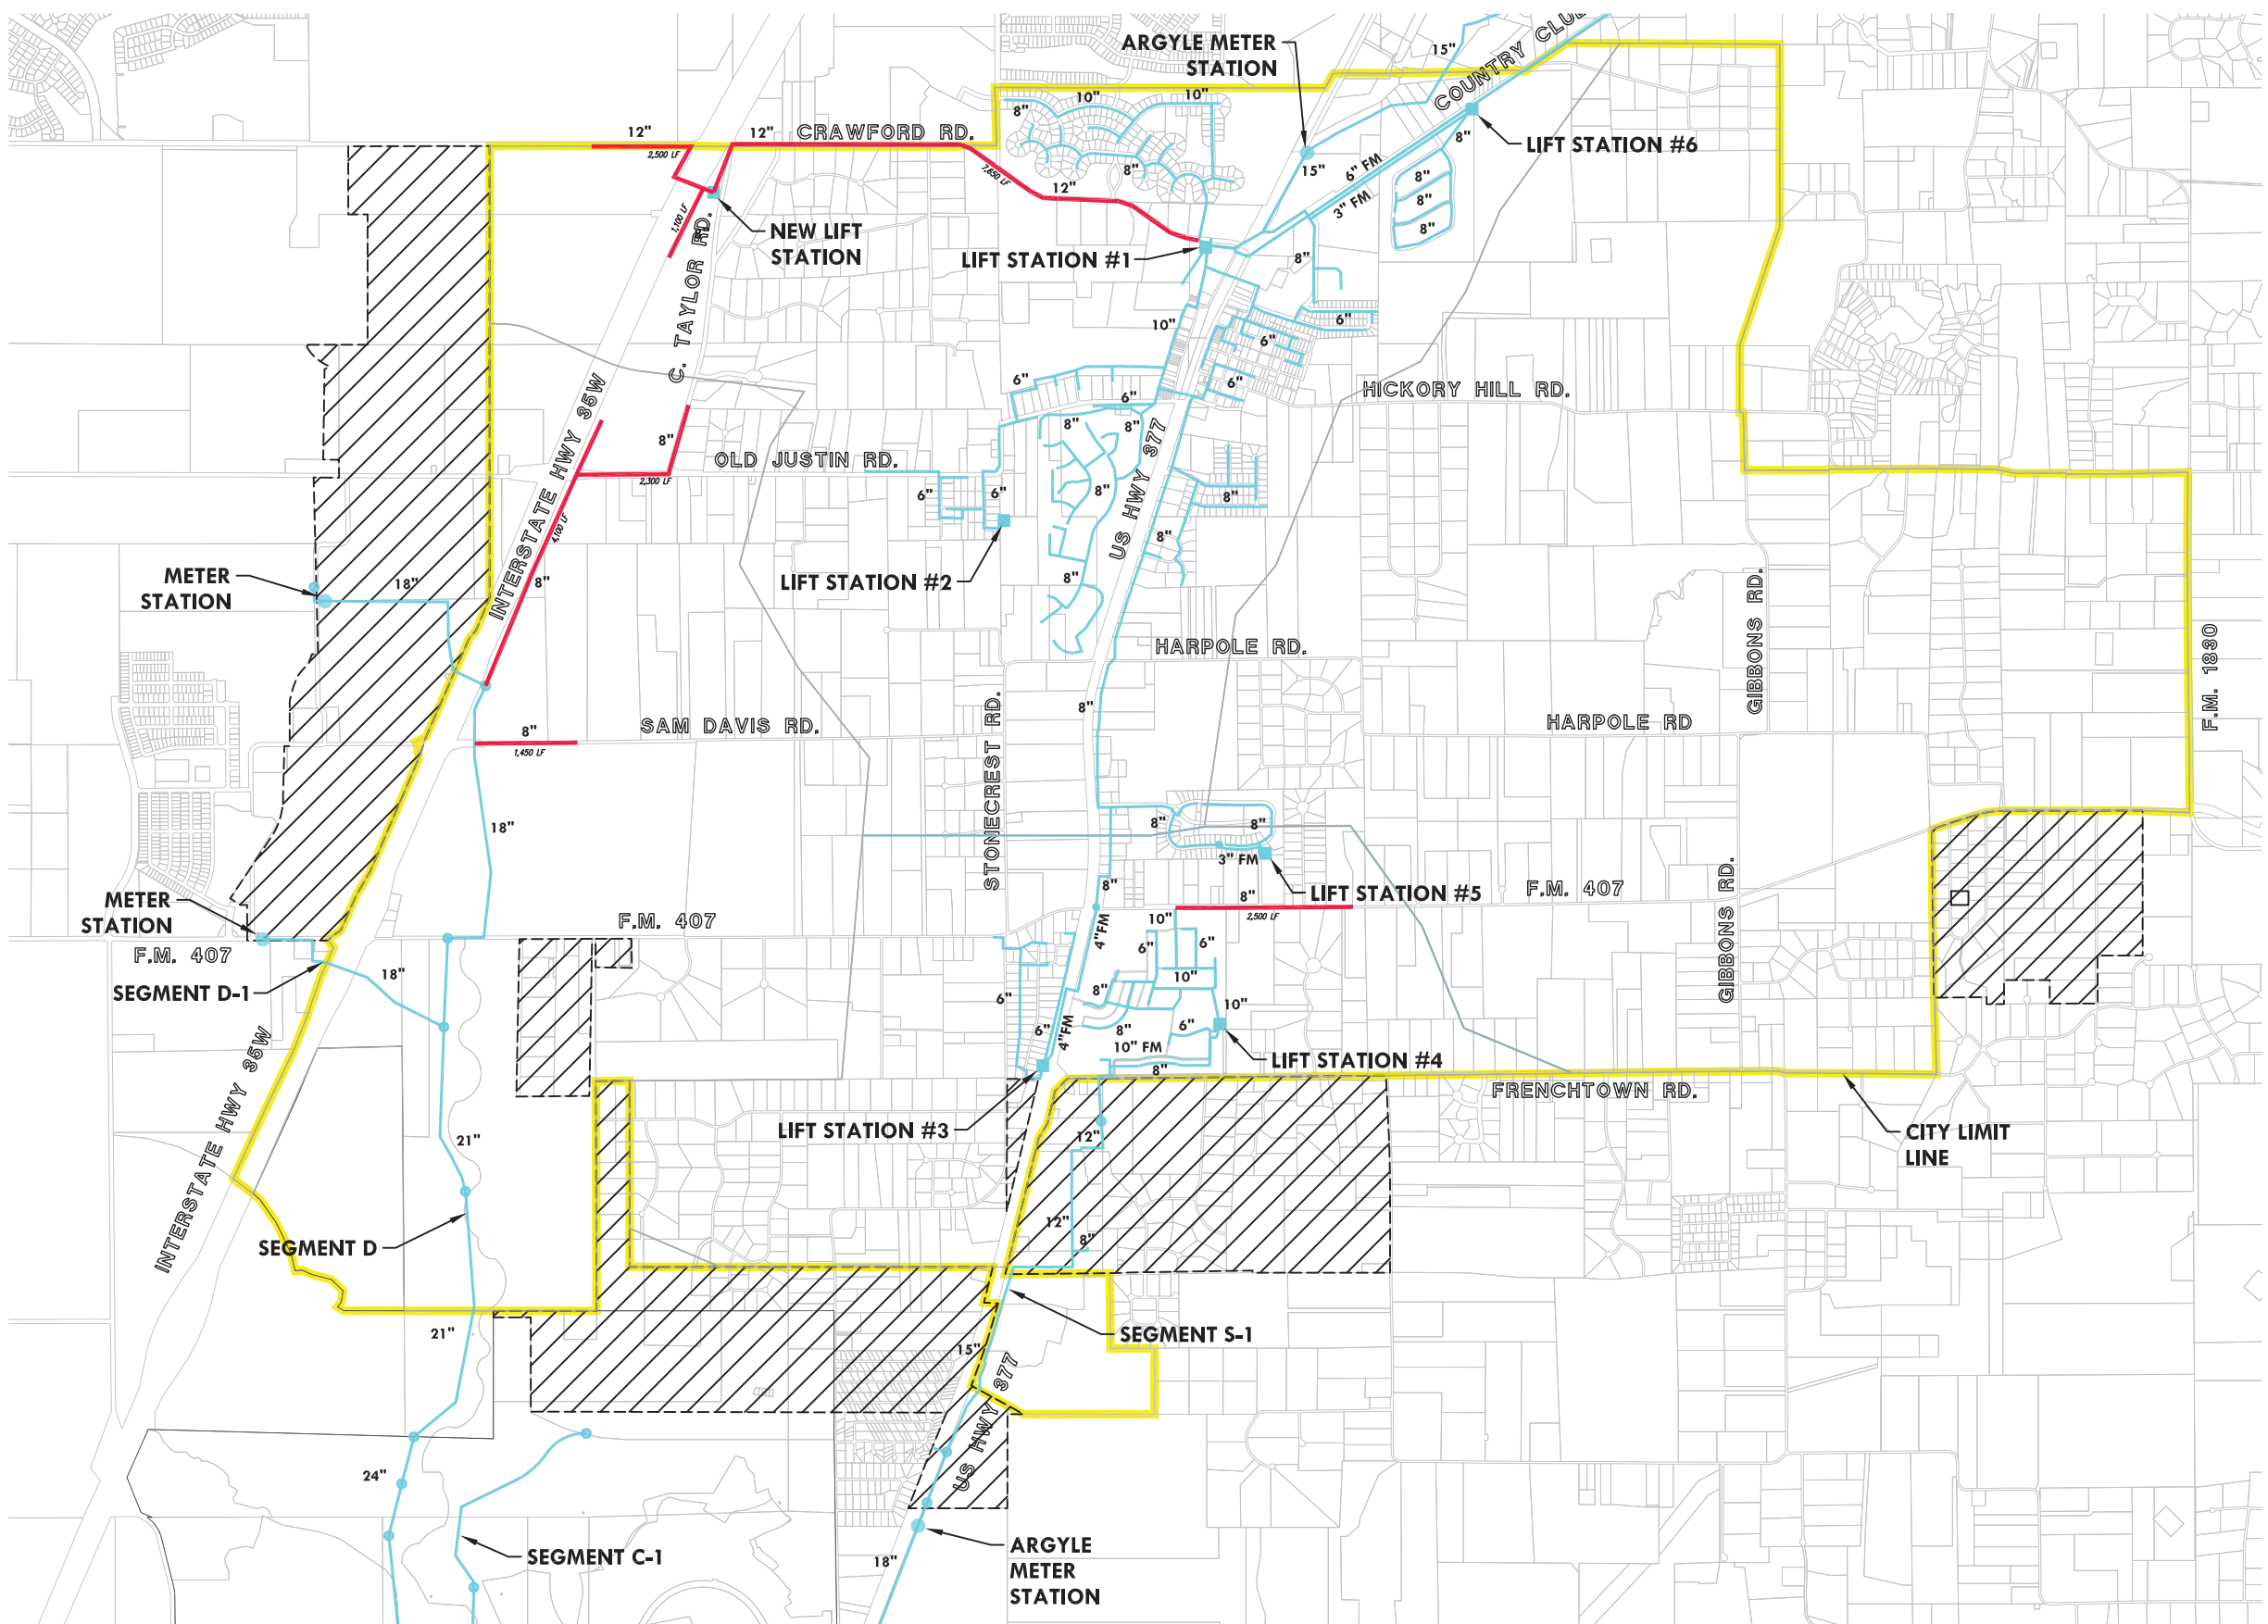 ARGYLE METER
STATION
15"
COUNTRY CLUB
10"
10"
8"
12"
12"
CRAWFORD RD.
2,500 LF
7,650 LF
8"
12"
15"
6" FM
3" FM
8"
LIFT STATION #6
8"
8"
8"
1,100 LF
NEW LIFT
STATION
LIFT STATION #1
8"
C. TAYLOR RD.
10"
6"
6"
6"
6"
6"
HICKORY HILL RD.
INTERSTATE HWY 35W
8"
8"
8"
OLD JUSTIN RD.
2,300 LF
US HWY 377
6"
6"
8"
8"
4,100 LF
8"
METER
STATION
18"
8"
LIFT STATION #2
8"
GIBBONS RD.
HARPOLE RD.
F.M. 1830
STONECREST RD.
8"
SAM DAVIS RD.
8"
1,450 LF
HARPOLE RD
18"
8"
8"
3" FM
LIFT STATION #5
8"
8"
2,500 LF
F.M. 407
GIBBONS RD.
METER
STATION
F.M. 407
F.M. 407
10"
4"FM
6"
6"
18"
SEGMENT D-1
10"
8"
6"
10"
INTERSTATE HWY 35W
6"
4"FM
8"
6"
10" FM
8"
LIFT STATION #4
FRENCHTOWN RD.
LIFT STATION #3
21"
12"
CITY LIMIT
LINE
12"
8"
SEGMENT D
21"
SEGMENT S-1
15"
US HWY 377
24"
SEGMENT C-1
18"
ARGYLE
METER
STATION